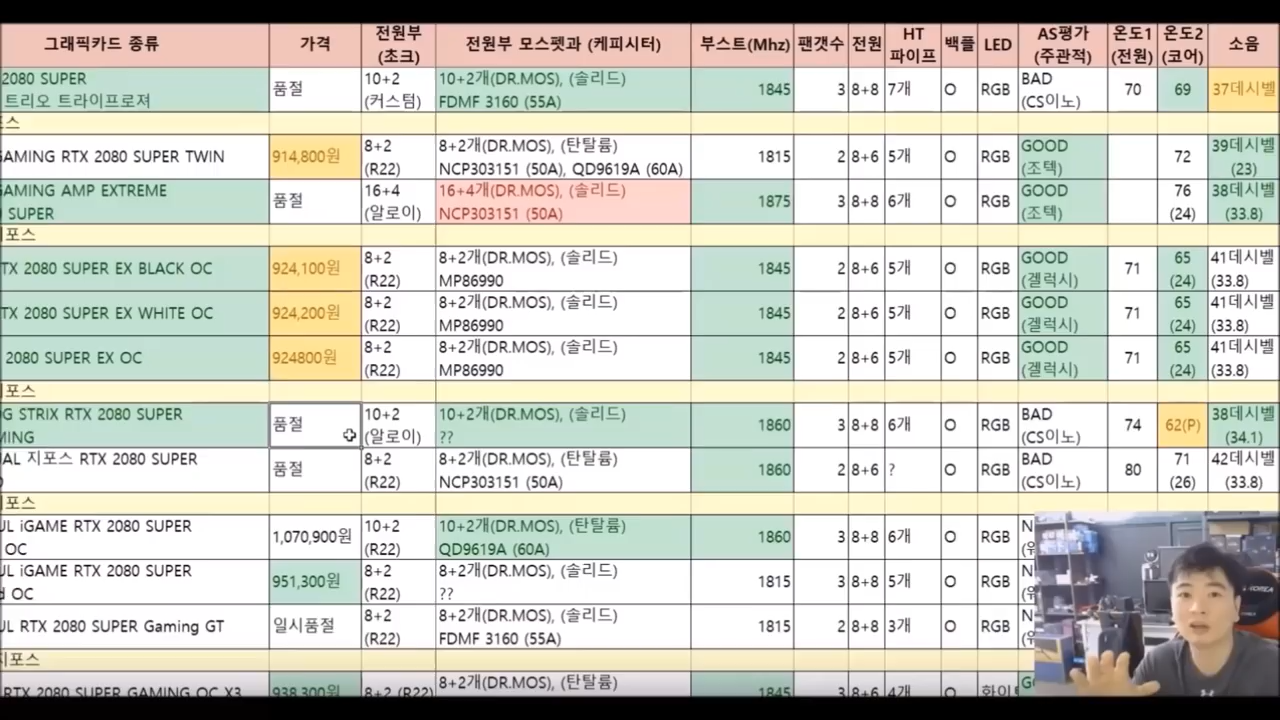 그래픽카드 종류 가격 전원부 (초크) 전원부 모스펫과 (케피시터) 부스트(Mhz) 팬갯수 전원 HT 파이프 백플 LED AS평가 (주관적) 온도1 (전원) 온도2 (코어) 소음
2080 SUPER 품절 10+2 10+2개(DR.MOS), (솔리드) 1845 3 8+8 7개 O RGB BAD 70 69 37데시벨
트리오 트라이프로져 (커스텀) FDMF 3160 (55A) (CS이노)
포스
GAMING RTX 2080 SUPER TWIN 914,800원 8+2 8+2개(DR.MOS), (탄탈륨) 1815 2 8+6 5개 O RGB GOOD 72 39데시벨
(R22) NCP303151 (50A), QD9619A (60A) (조텍) (23)
GAMING AMP EXTREME 품절 16+4 16+4개(DR.MOS), (솔리드) 1875 3 8+8 6개 O RGB GOOD 76 38데시벨
SUPER (알로이) NCP303151 (50A) (조텍) (24) (33.8)
지포스
TX 2080 SUPER EX BLACK OC 924,100원 8+2 8+2개(DR.MOS), (솔리드) 1845 2 8+6 5개 O RGB GOOD 71 65 41데시벨
(R22) MP86990 (겔럭시) (24) (33.8)
TX 2080 SUPER EX WHITE OC 924,200원 8+2 8+2개(DR.MOS), (솔리드) 1845 2 8+6 5개 O RGB GOOD 71 65 41데시벨
(R22) MP86990 (겔럭시) (24) (33.8)
2080 SUPER EX OC 924800원 8+2 8+2개(DR.MOS), (솔리드) 1845 2 8+6 5개 O RGB GOOD 71 65 41데시벨
(R22) MP86990 (겔럭시) (24) (33.8)
지포스
G STRIX RTX 2080 SUPER 품절 10+2 10+2개(DR.MOS), (솔리드) 1860 3 8+8 6개 O RGB BAD 74 62(P) 38데시벨
MING (알로이) ?? (CS이노) (34.1)
AL 지포스 RTX 2080 SUPER 품절 8+2 8+2개(DR.MOS), (탄탈륨) 1860 2 8+6 ? O RGB BAD 80 71 42데시벨
(R22) NCP303151 (50A) (CS이노) (26) (33.8)
지포스
UL iGAME RTX 2080 SUPER 1,070,900원 10+2 10+2개(DR.MOS), (탄탈륨) 1860 3 8+8 6개 O RGB N
OC (R22) QD9619A (60A)
UL iGAME RTX 2080 SUPER 951,300원 8+2 8+2개(DR.MOS), (솔리드) 1815 3 8+8 5개 O RGB N
d OC (R22) ??
UL RTX 2080 SUPER Gaming GT 일시품절 8+2 8+2개(DR.MOS), (솔리드) 1815 2 8+8 3개 O RGB N
(R22) FDMF 3160 (55A)
지포스
RTX 2080 SUPER GAMING OC X3 938,300원 8+2 (R22) 8+2개(DR.MOS), (탄탈륨) 1845 3 8+6 4개 O 화이트